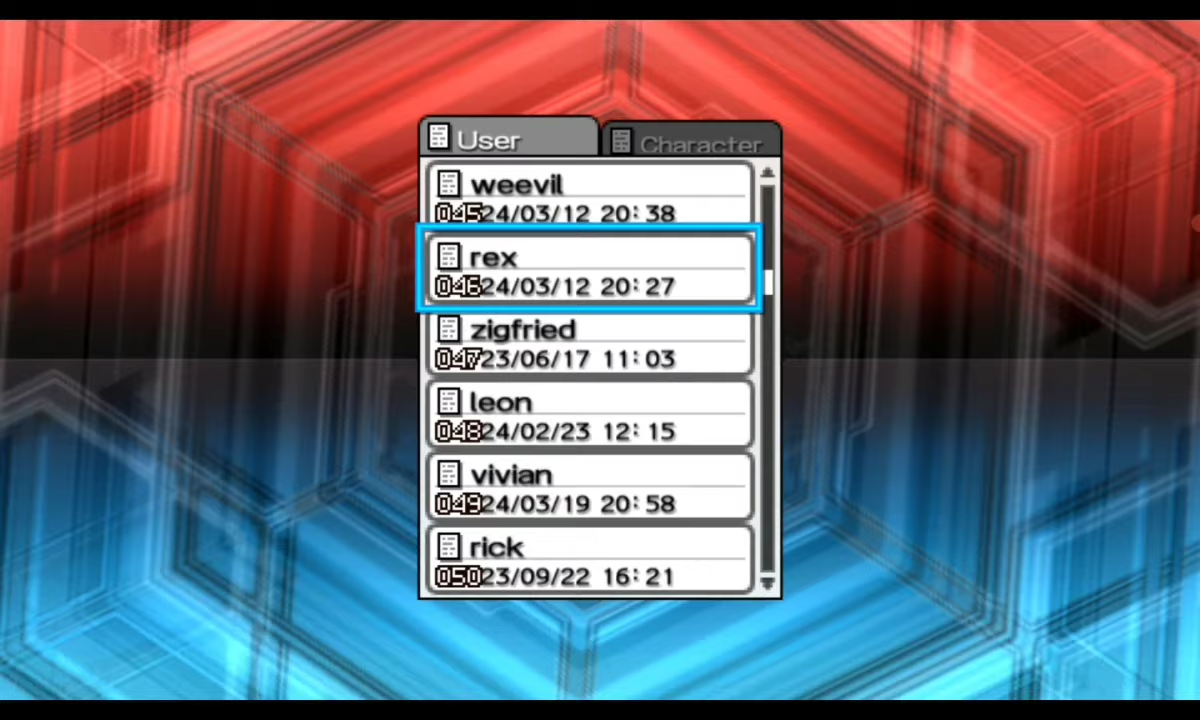 User
Character
weevil
045 24/03/12 20:38
rex
046 24/03/12 20:27
zigfried
047 23/06/17 11:03
leon
048 24/02/23 12:15
vivian
049 24/03/19 20:58
rick
050 23/09/22 16:21